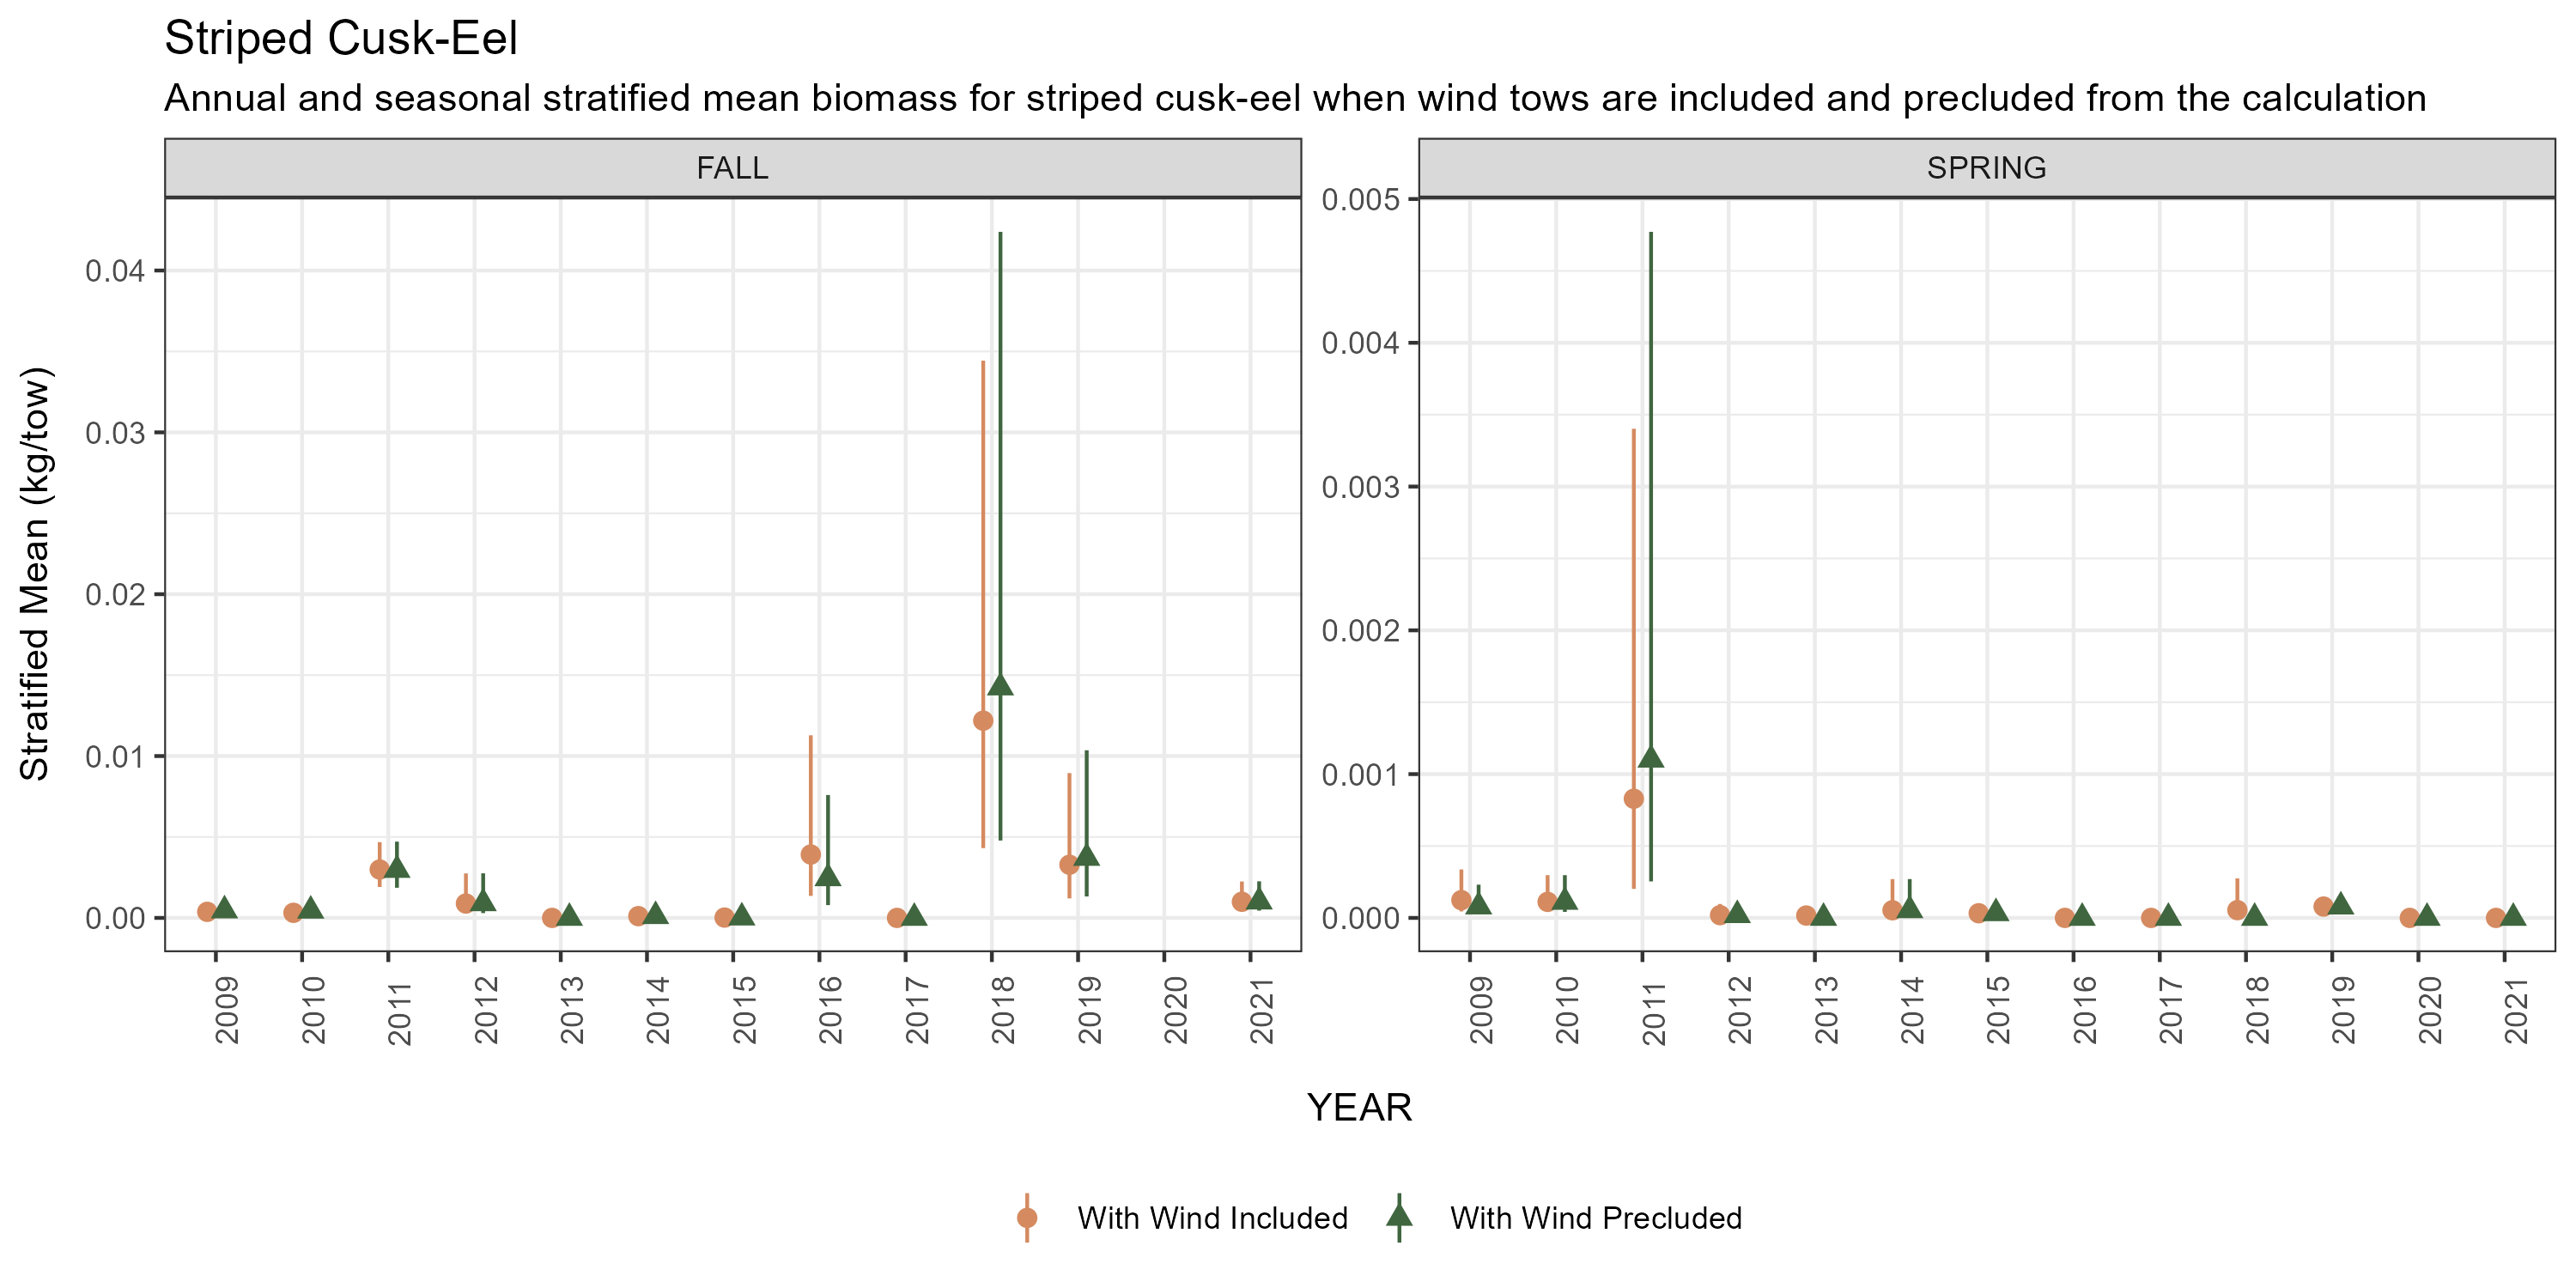 Striped Cusk-Eel
Annual and seasonal stratified mean biomass for striped cusk-eel when wind tows are included and precluded from the calculation
FALL
SPRING
Stratified Mean (kg/tow)
0.04
0.03
0.02
0.01
0.00
0.005
0.004
0.003
0.002
0.001
0.000
2009 2010 2011 2012 2013 2014 2015 2016 2017 2018 2019 2020 2021
2009 2010 2011 2012 2013 2014 2015 2016 2017 2018 2019 2020 2021
YEAR
With Wind Included
With Wind Precluded